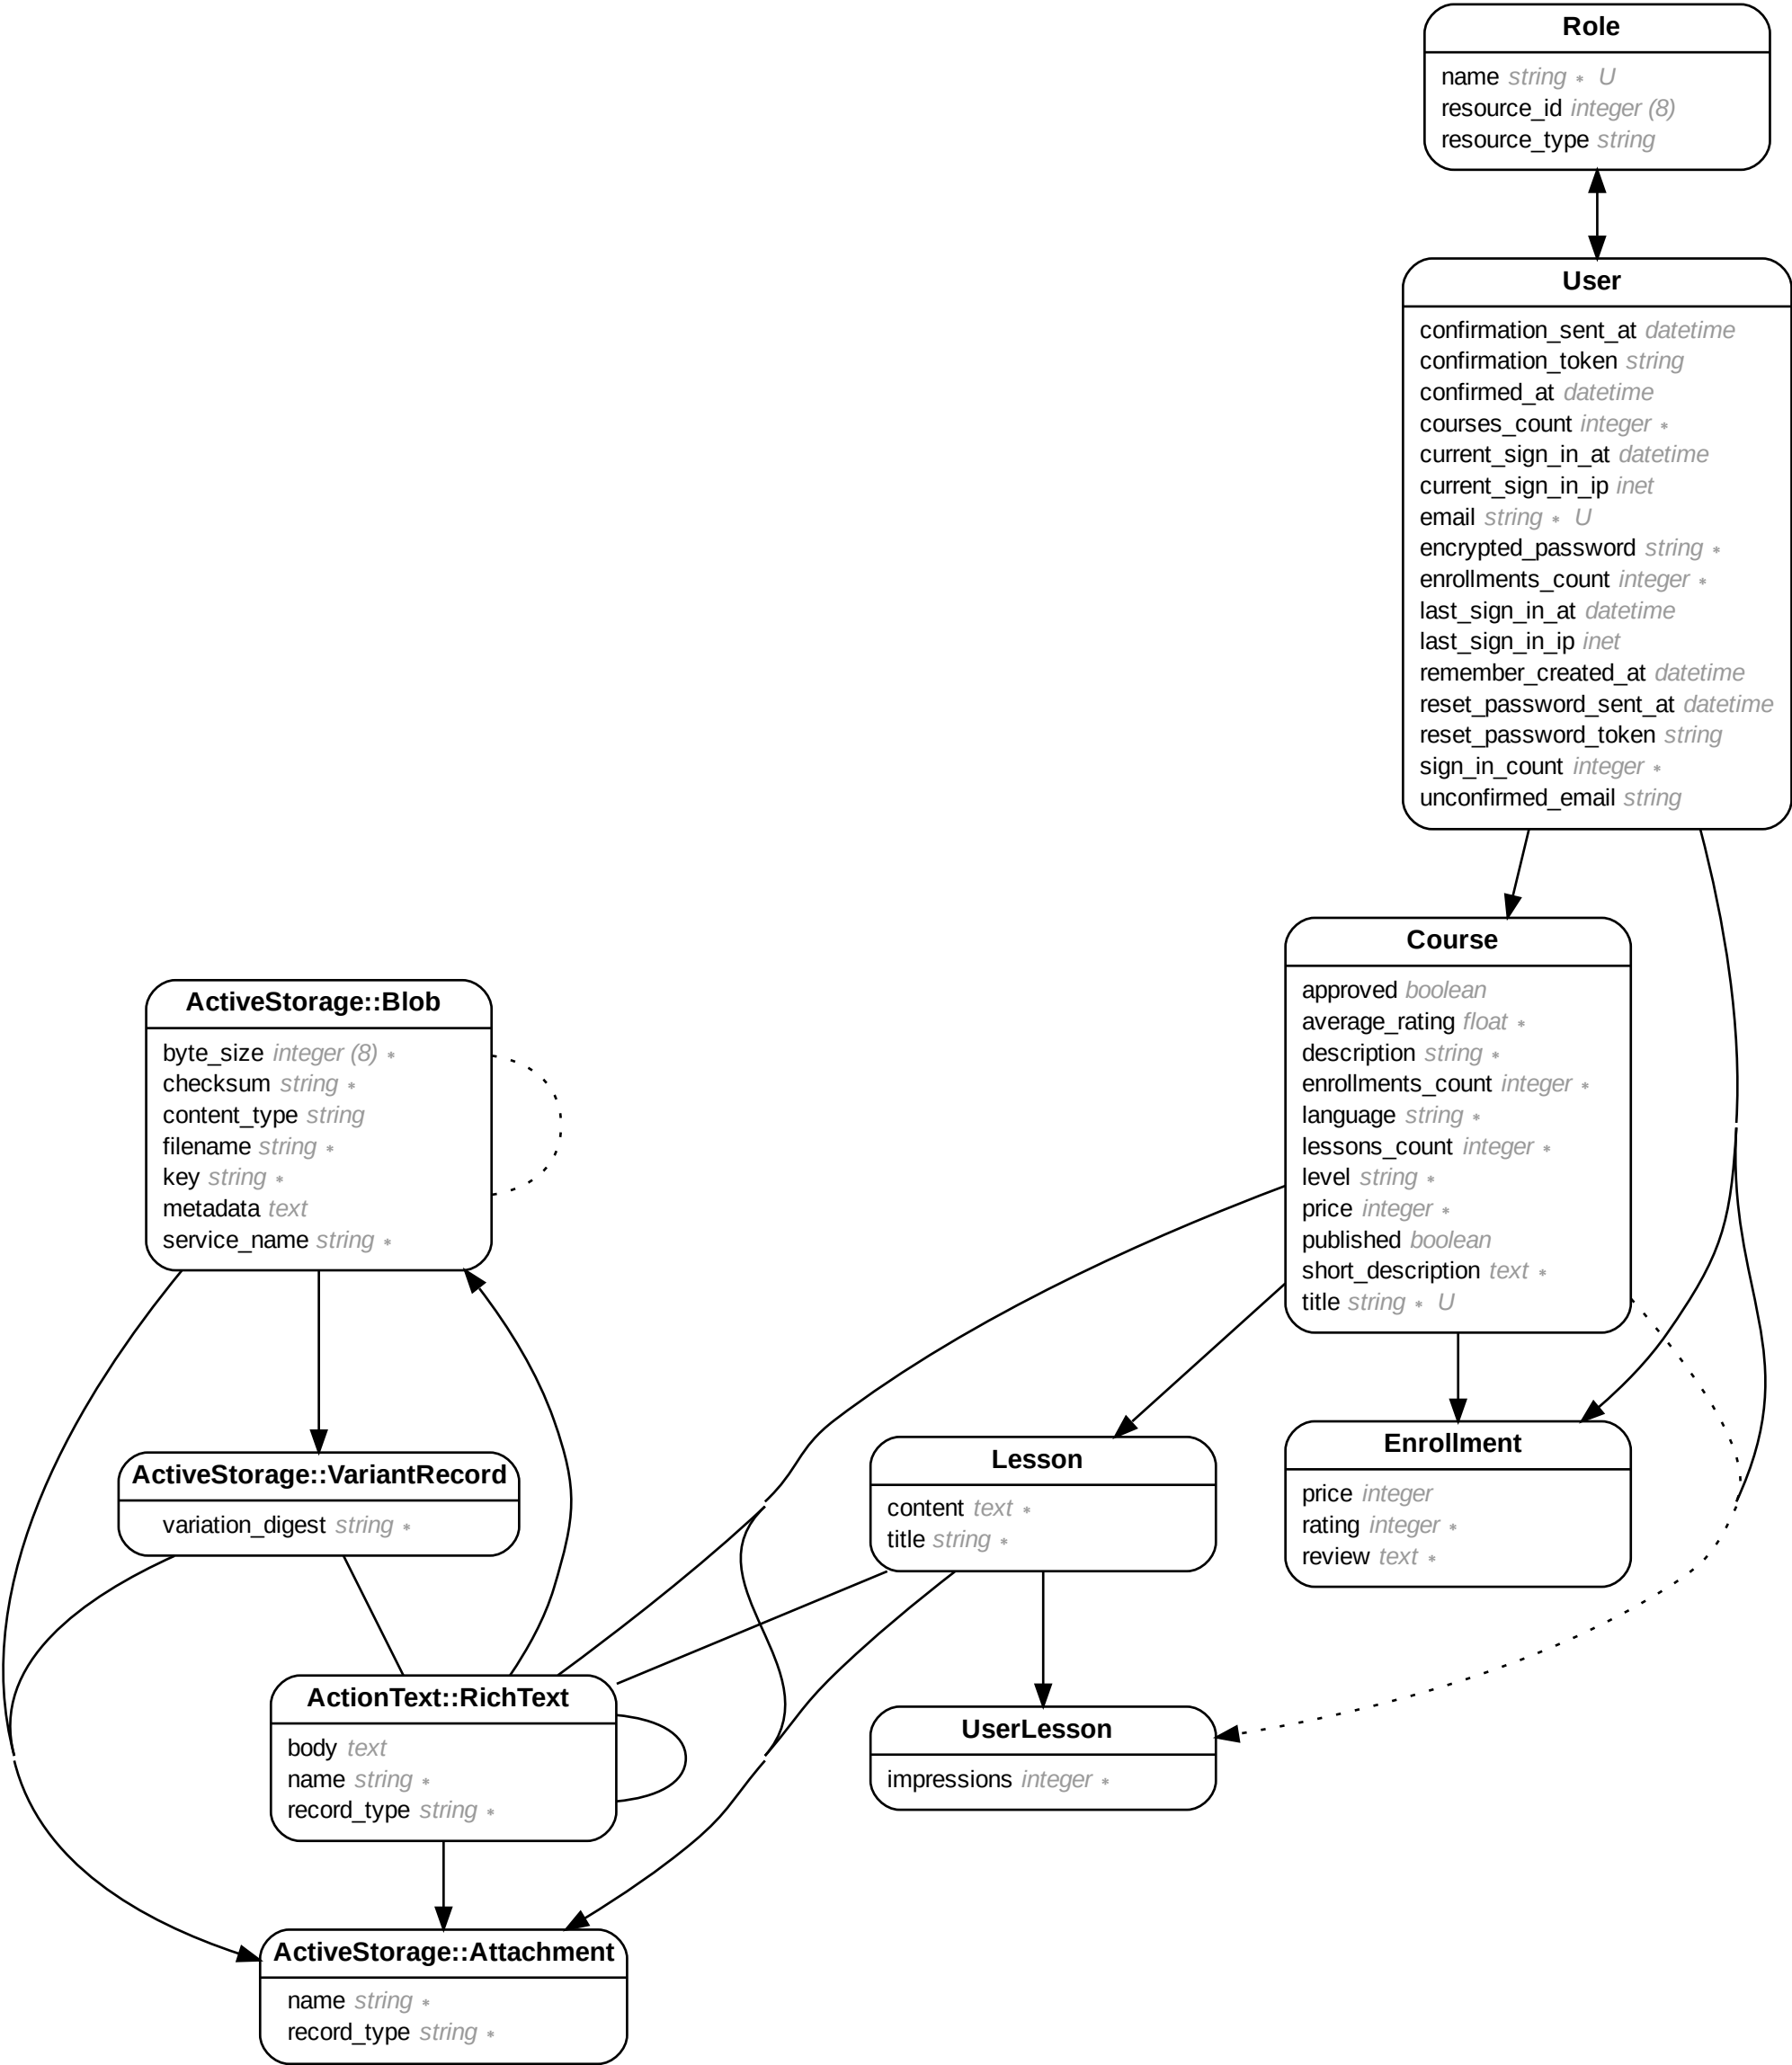 Role
name string * U
resource_id integer (8)
resource_type string
User
confirmation_sent_at datetime
confirmation_token string
confirmed_at datetime
courses_count integer *
current_sign_in_at datetime
current_sign_in_ip inet
email string * U
encrypted_password string *
enrollments_count integer *
last_sign_in_at datetime
last_sign_in_ip inet
remember_created_at datetime
reset_password_sent_at datetime
reset_password_token string
sign_in_count integer *
unconfirmed_email string
Course
approved boolean
average_rating float *
description string *
enrollments_count integer *
language string *
lessons_count integer *
level string *
price integer *
published boolean
short_description text *
title string * U
ActiveStorage::Blob
byte_size integer (8) *
checksum string *
content_type string
filename string *
key string *
metadata text
service_name string *
Enrollment
price integer
rating integer *
review text *
Lesson
content text *
title string *
ActiveStorage::VariantRecord
variation_digest string *
ActionText::RichText
body text
name string *
record_type string *
UserLesson
impressions integer *
ActiveStorage::Attachment
name string *
record_type string *